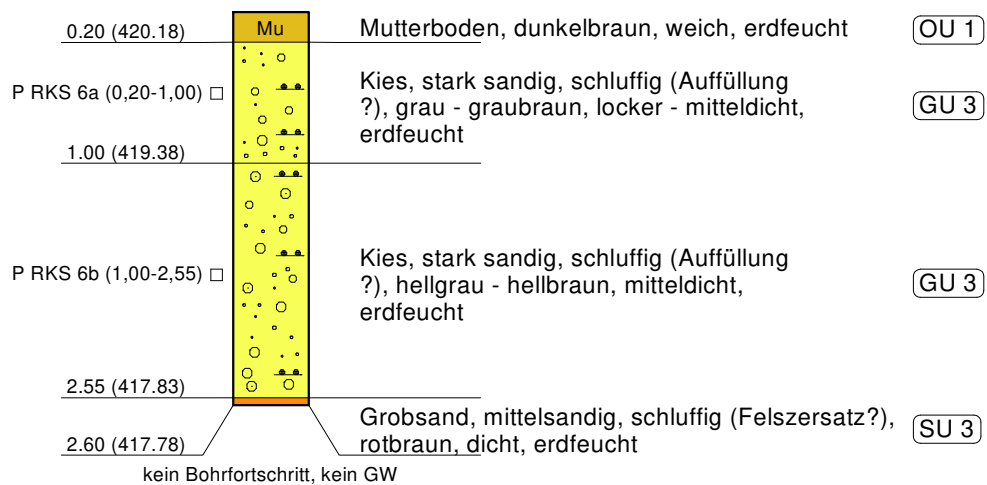 0.20 (420.18)
Mu
Mutterboden, dunkelbraun, weich, erdfeucht
OU 1
P RKS 6a (0,20-1,00)
Kies, stark sandig, schluffig (Auffüllung
?), grau - graubraun, locker - mitteldicht,
erdfeucht
GU 3
1.00 (419.38)
P RKS 6b (1,00-2,55)
Kies, stark sandig, schluffig (Auffüllung
?), hellgrau - hellbraun, mitteldicht,
erdfeucht
GU 3
2.55 (417.83)
Grobsand, mittelsandig, schluffig (Felszersatz?),
rotbraun, dicht, erdfeucht
SU 3
2.60 (417.78)
kein Bohrfortschritt, kein GW